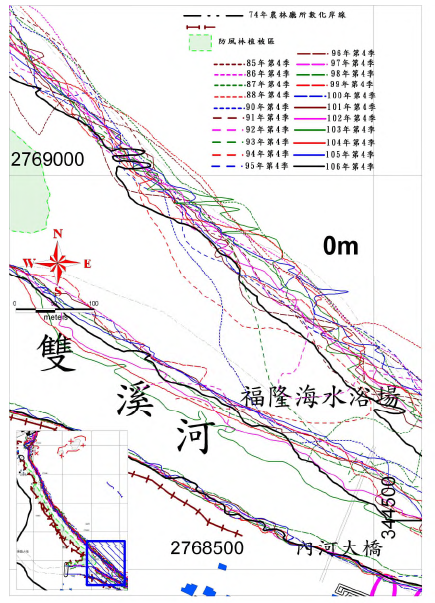 74年農林廳所數化岸線
防風林植被區
85年第4季
86年第4季
87年第4季
88年第4季
90年第4季
91年第4季
92年第4季
93年第4季
94年第4季
95年第4季
96年第4季
97年第4季
98年第4季
99年第4季
100年第4季
101年第4季
102年第4季
103年第4季
104年第4季
105年第4季
106年第4季
2769000
N
W E
S
0m
0 100
meters
雙
溪
河
福隆海水浴場
344500
2768500
內河大橋